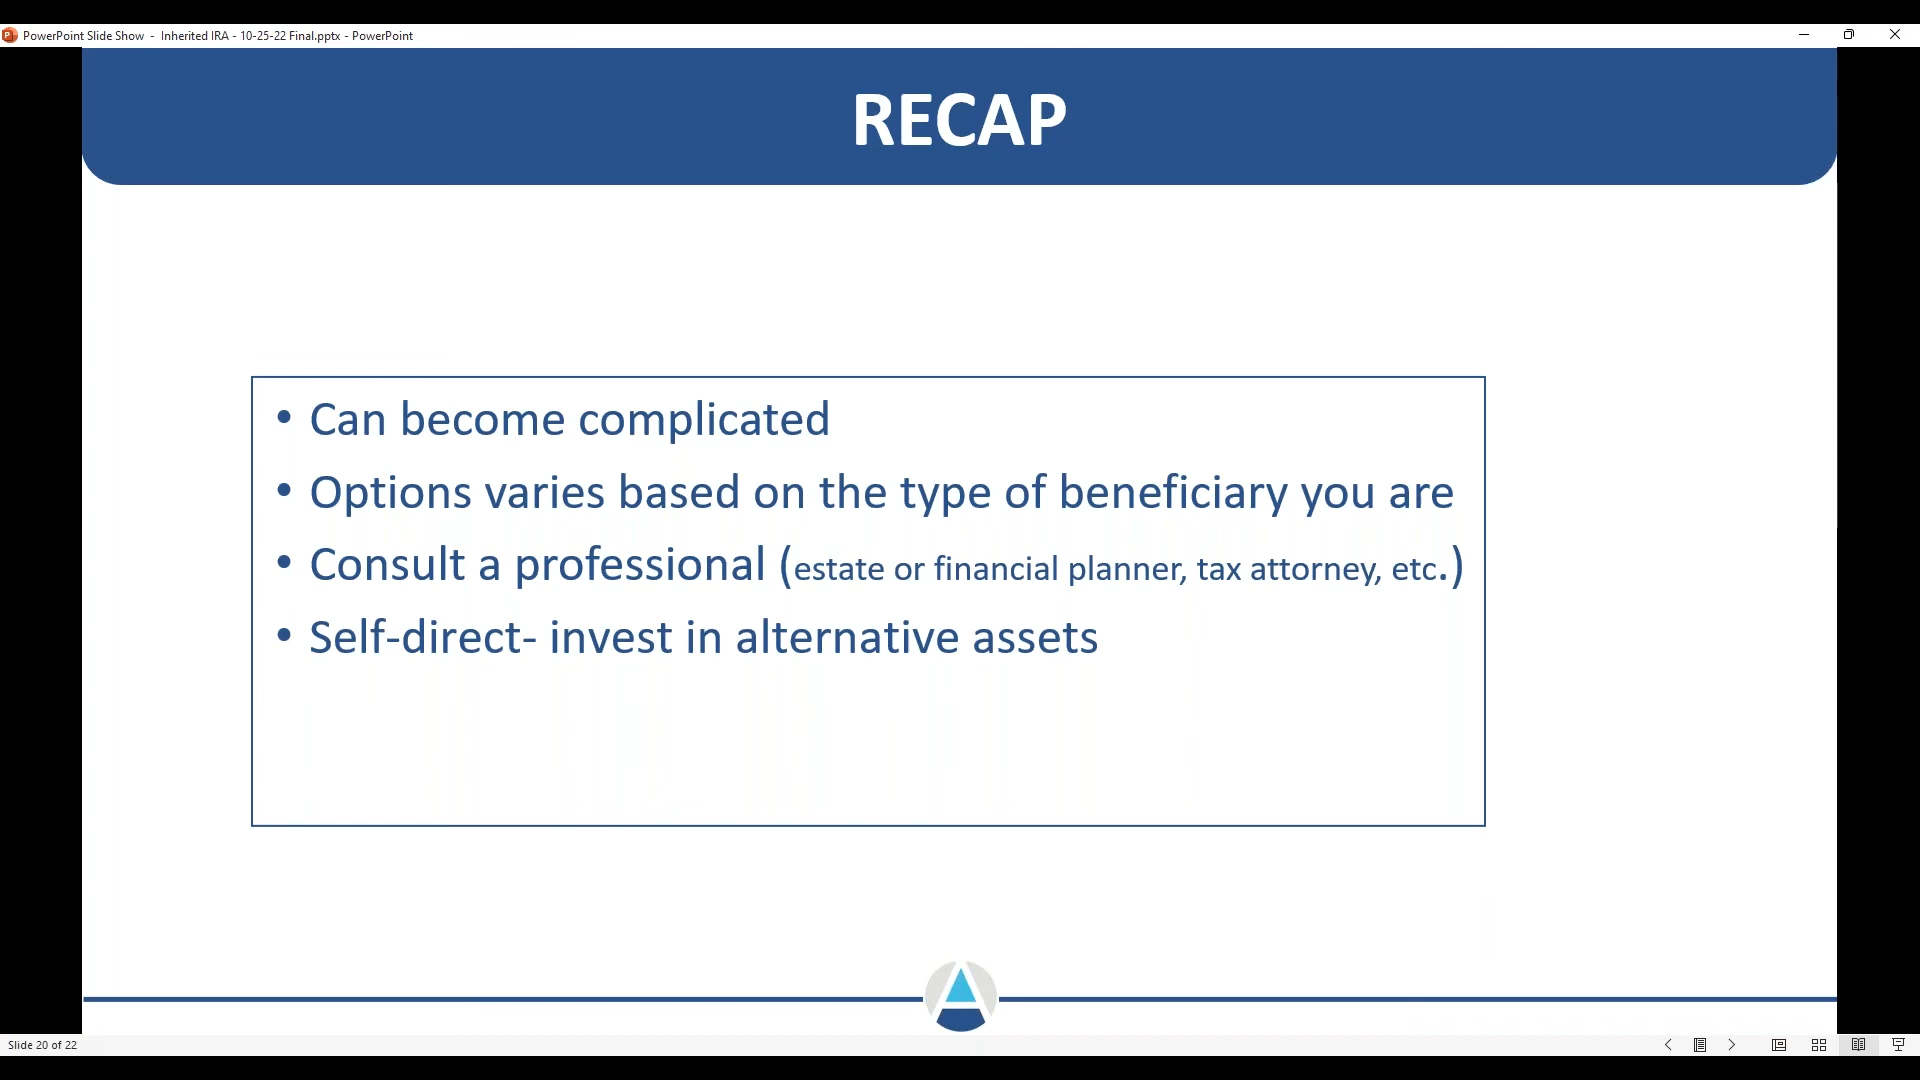 PowerPoint Slide Show - Inherited IRA - 10-25-22 Final.pptx - PowerPoint
RECAP
• Can become complicated
• Options varies based on the type of beneficiary you are
• Consult a professional (estate or financial planner, tax attorney, etc.)
• Self-direct- invest in alternative assets
Slide 20 of 22